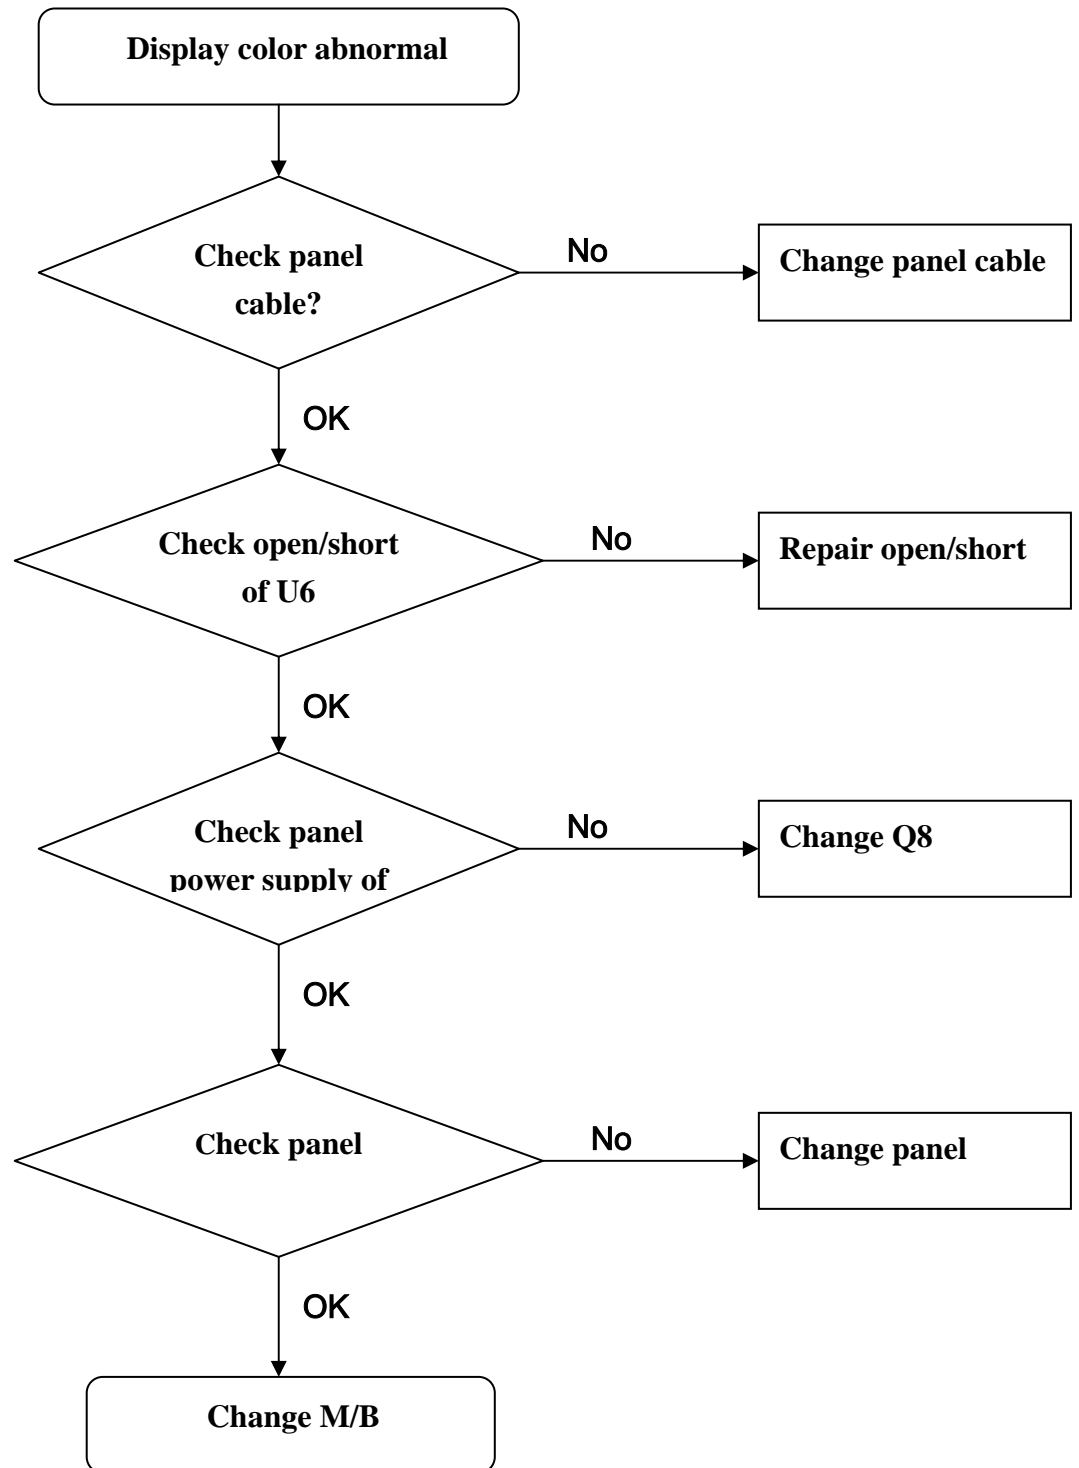 Display color abnormal
Check panel
cable?
No
Change panel cable
OK
Check open/short
of U6
No
Repair open/short
OK
Check panel
power supply of
No
Change Q8
OK
Check panel
No
Change panel
OK
Change M/B